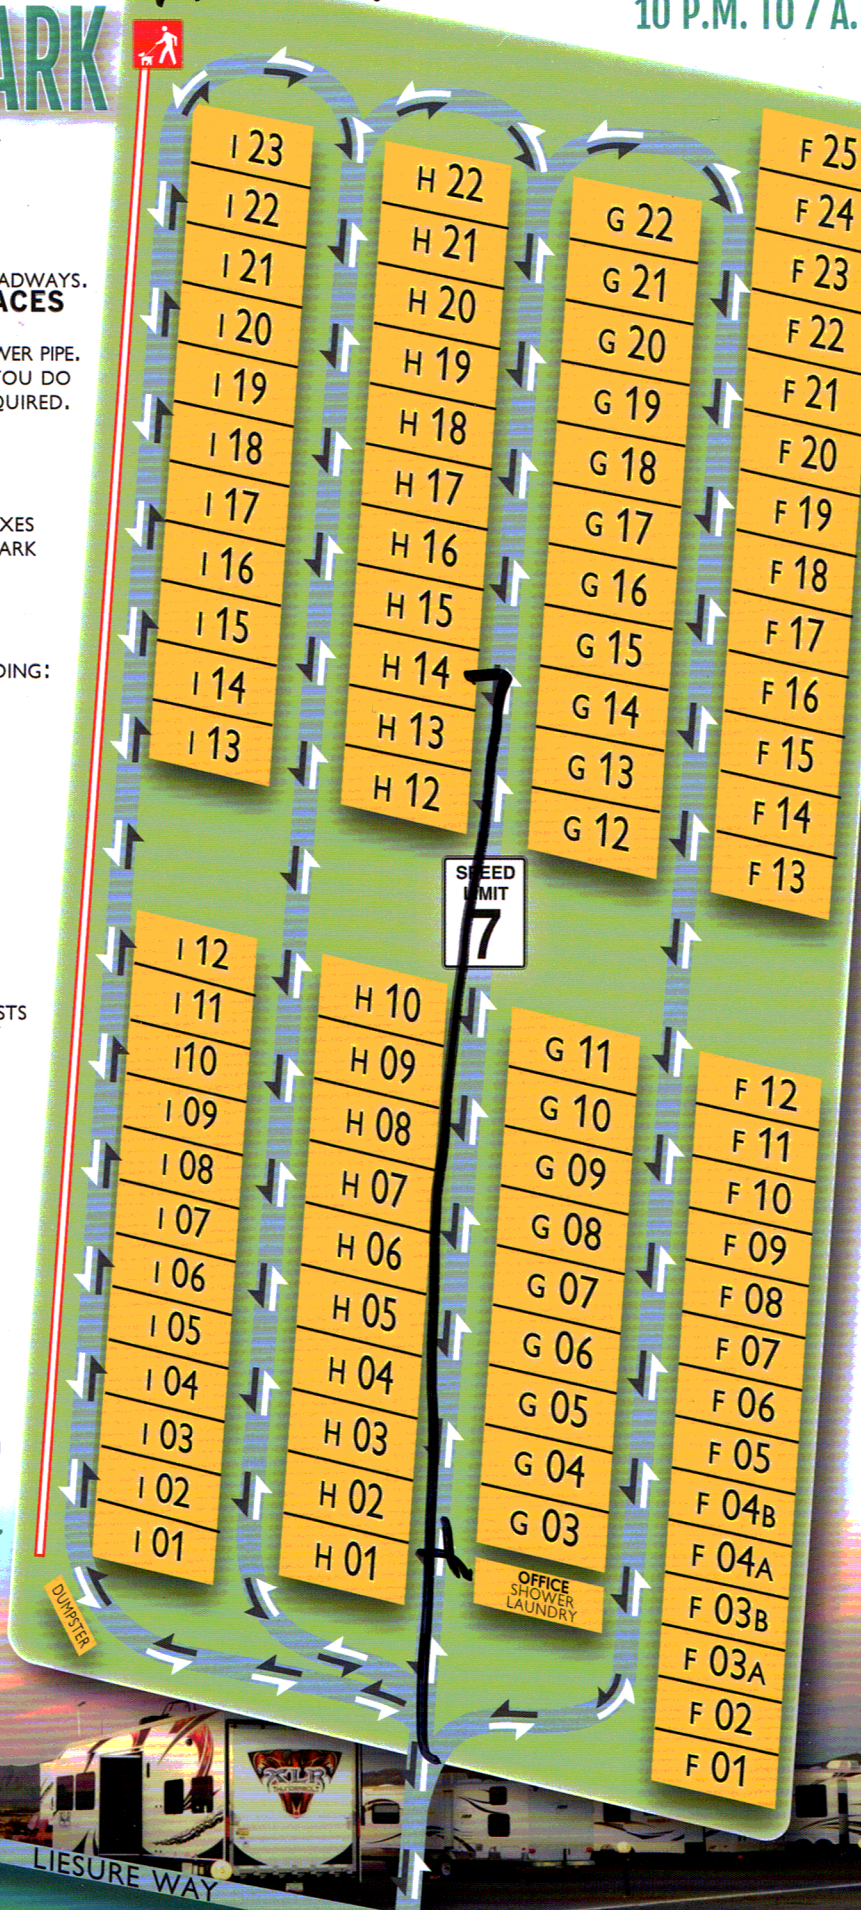 ARK
10 P.M. TO 7 A.
ADWAYS.
ACES
WER PIPE.
YOU DO
QUIRED.
XES
ARK
DING:
STS
I 23
I 22
I 21
I 20
I 19
I 18
I 17
I 16
I 15
I 14
I 13
H 22
H 21
H 20
H 19
H 18
H 17
H 16
H 15
H 14
H 13
H 12
G 22
G 21
G 20
G 19
G 18
G 17
G 16
G 15
G 14
G 13
G 12
F 25
F 24
F 23
F 22
F 21
F 20
F 19
F 18
F 17
F 16
F 15
F 14
F 13
SPEED
LIMIT
7
I 12
I 11
I10
I 09
I 08
I 07
I 06
I 05
I 04
I 03
I 02
I 01
H 10
H 09
H 08
H 07
H 06
H 05
H 04
H 03
H 02
H 01
G 11
G 10
G 09
G 08
G 07
G 06
G 05
G 04
G 03
OFFICE
SHOWER
LAUNDRY
F 12
F 11
F 10
F 09
F 08
F 07
F 06
F 05
F 04B
F 04A
F 03B
F 03A
F 02
F 01
DUMPSTER
XLR
THUNDERBOLT
LIESURE WAY